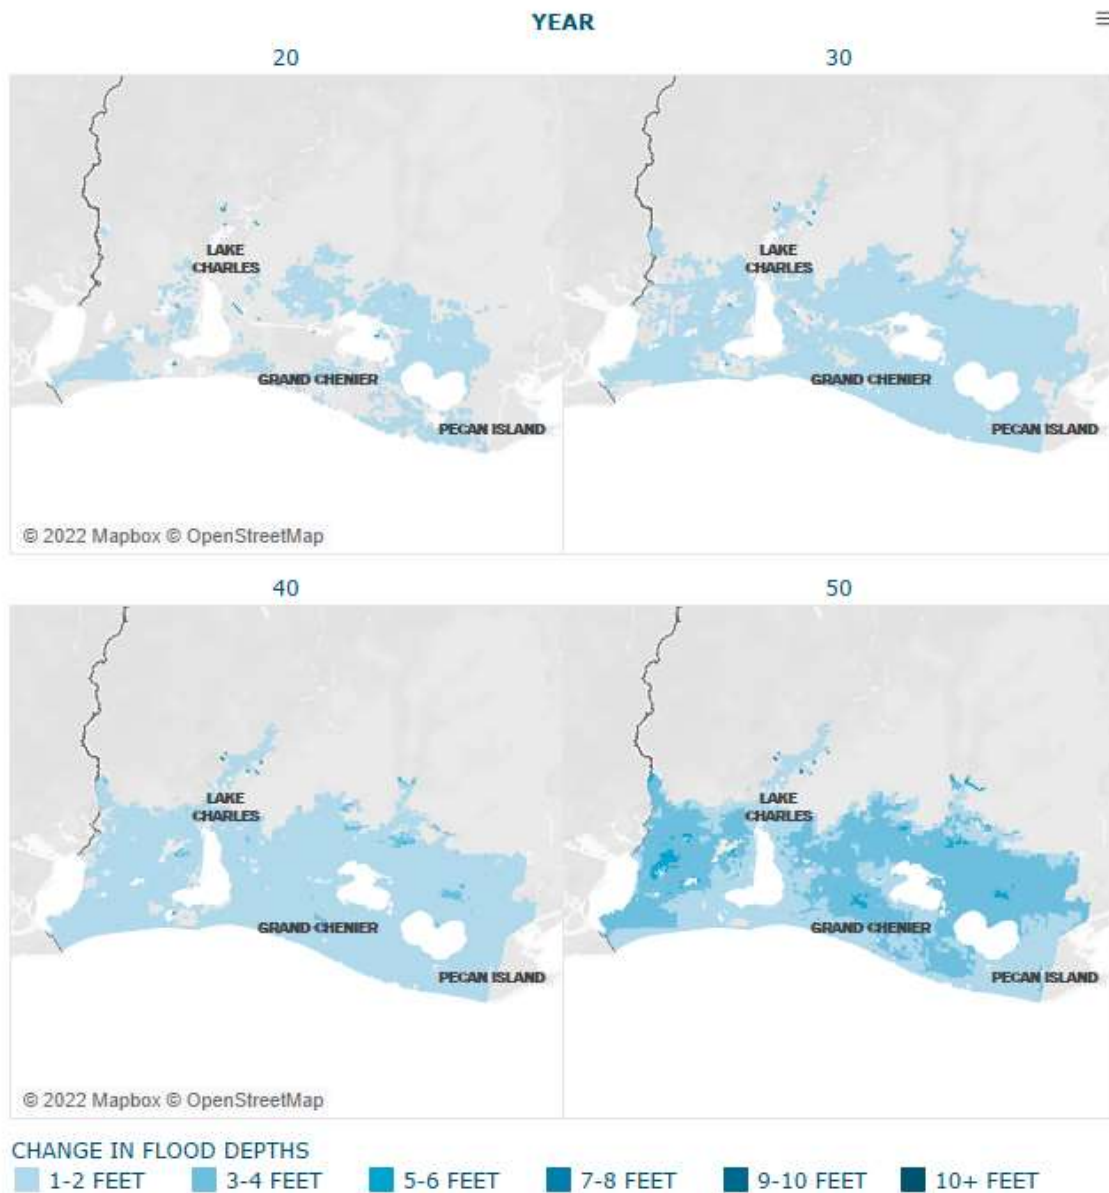 YEAR
20
30
LAKE
CHARLES
GRAND CHENIER
PECAN ISLAND
LAKE
CHARLES
GRAND CHENIER
PECAN ISLAND
© 2022 Mapbox © OpenStreetMap
40
50
LAKE
CHARLES
GRAND CHENIER
PECAN ISLAND
LAKE
CHARLES
GRAND CHENIER
PECAN ISLAND
© 2022 Mapbox © OpenStreetMap
CHANGE IN FLOOD DEPTHS
1-2 FEET 3-4 FEET 5-6 FEET 7-8 FEET 9-10 FEET 10+ FEET